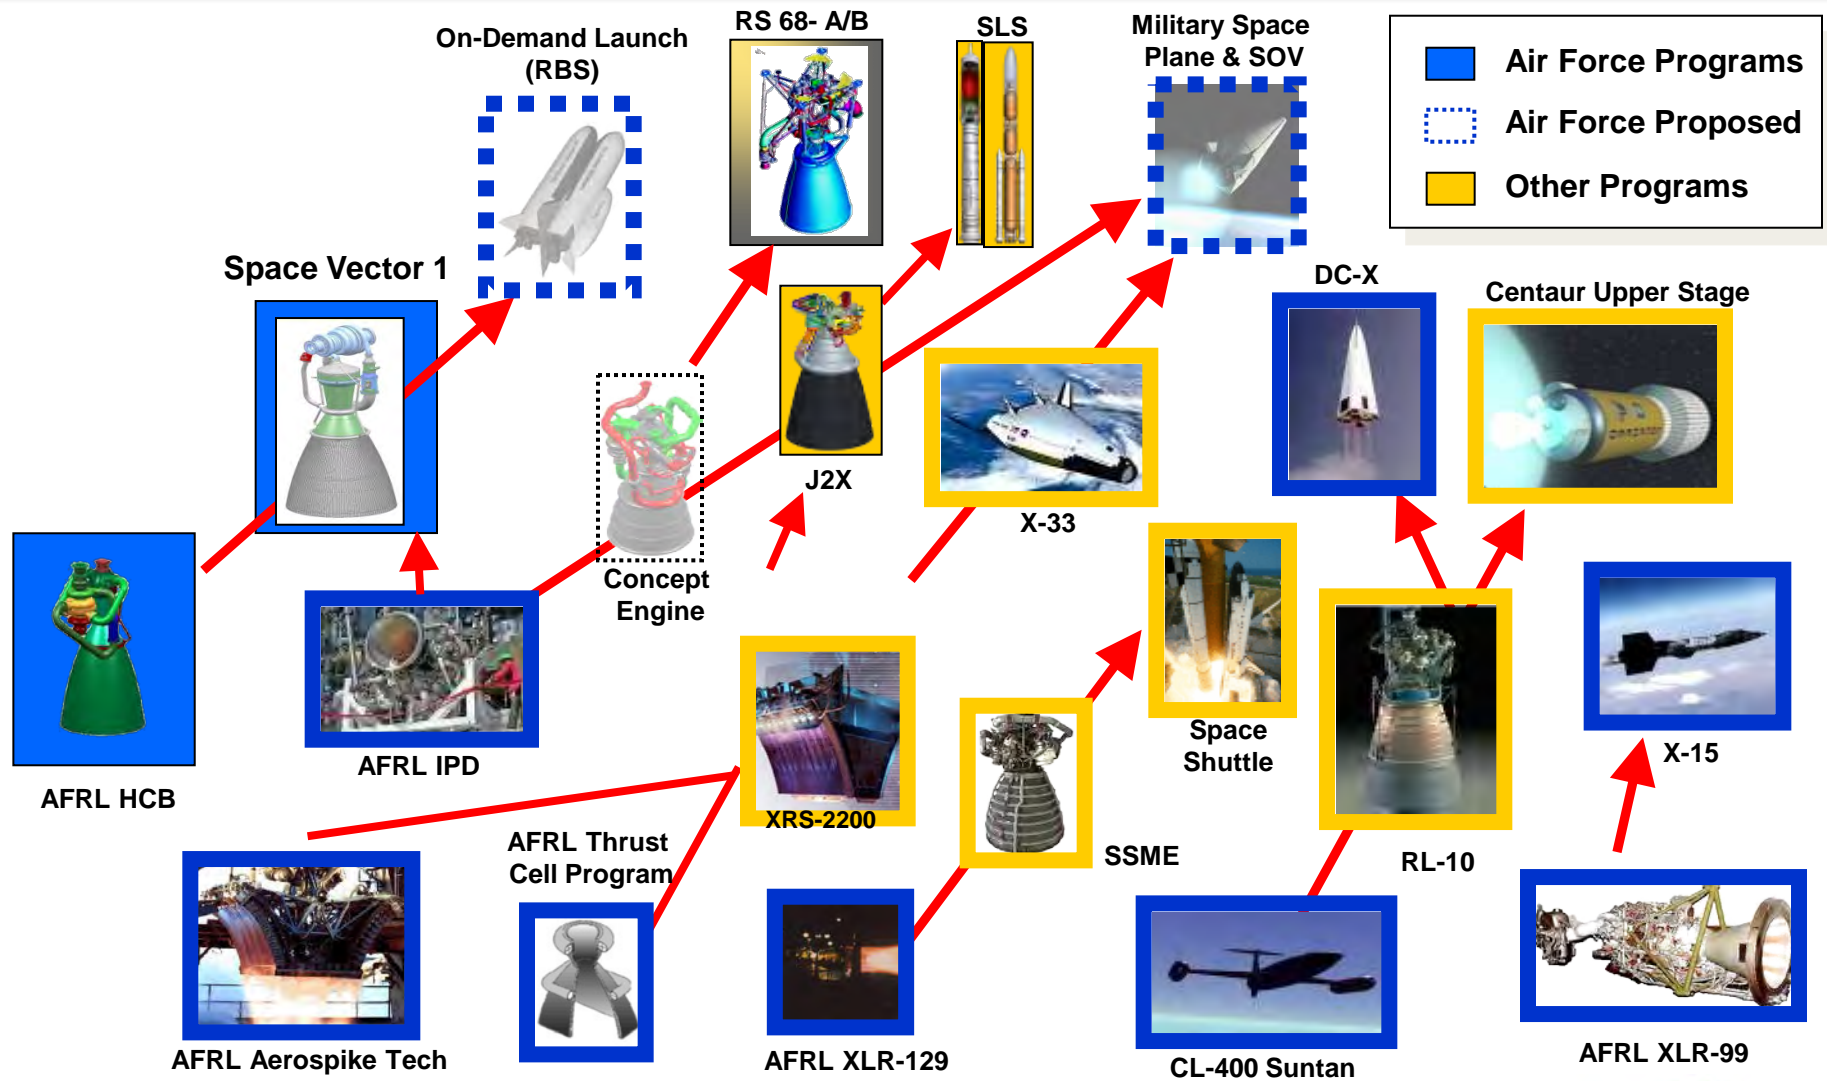 RS 68- A/B
SLS
Military Space
Plane & SOV
On-Demand Launch
(RBS)
Air Force Programs
Air Force Proposed
Other Programs
Space Vector 1
DC-X
Centaur Upper Stage
J2X
X-33
Concept
Engine
Space
Shuttle
X-15
AFRL IPD
AFRL HCB
XRS-2200
AFRL Thrust
Cell Program
SSME
RL-10
AFRL Aerospike Tech
AFRL XLR-129
CL-400 Suntan
AFRL XLR-99